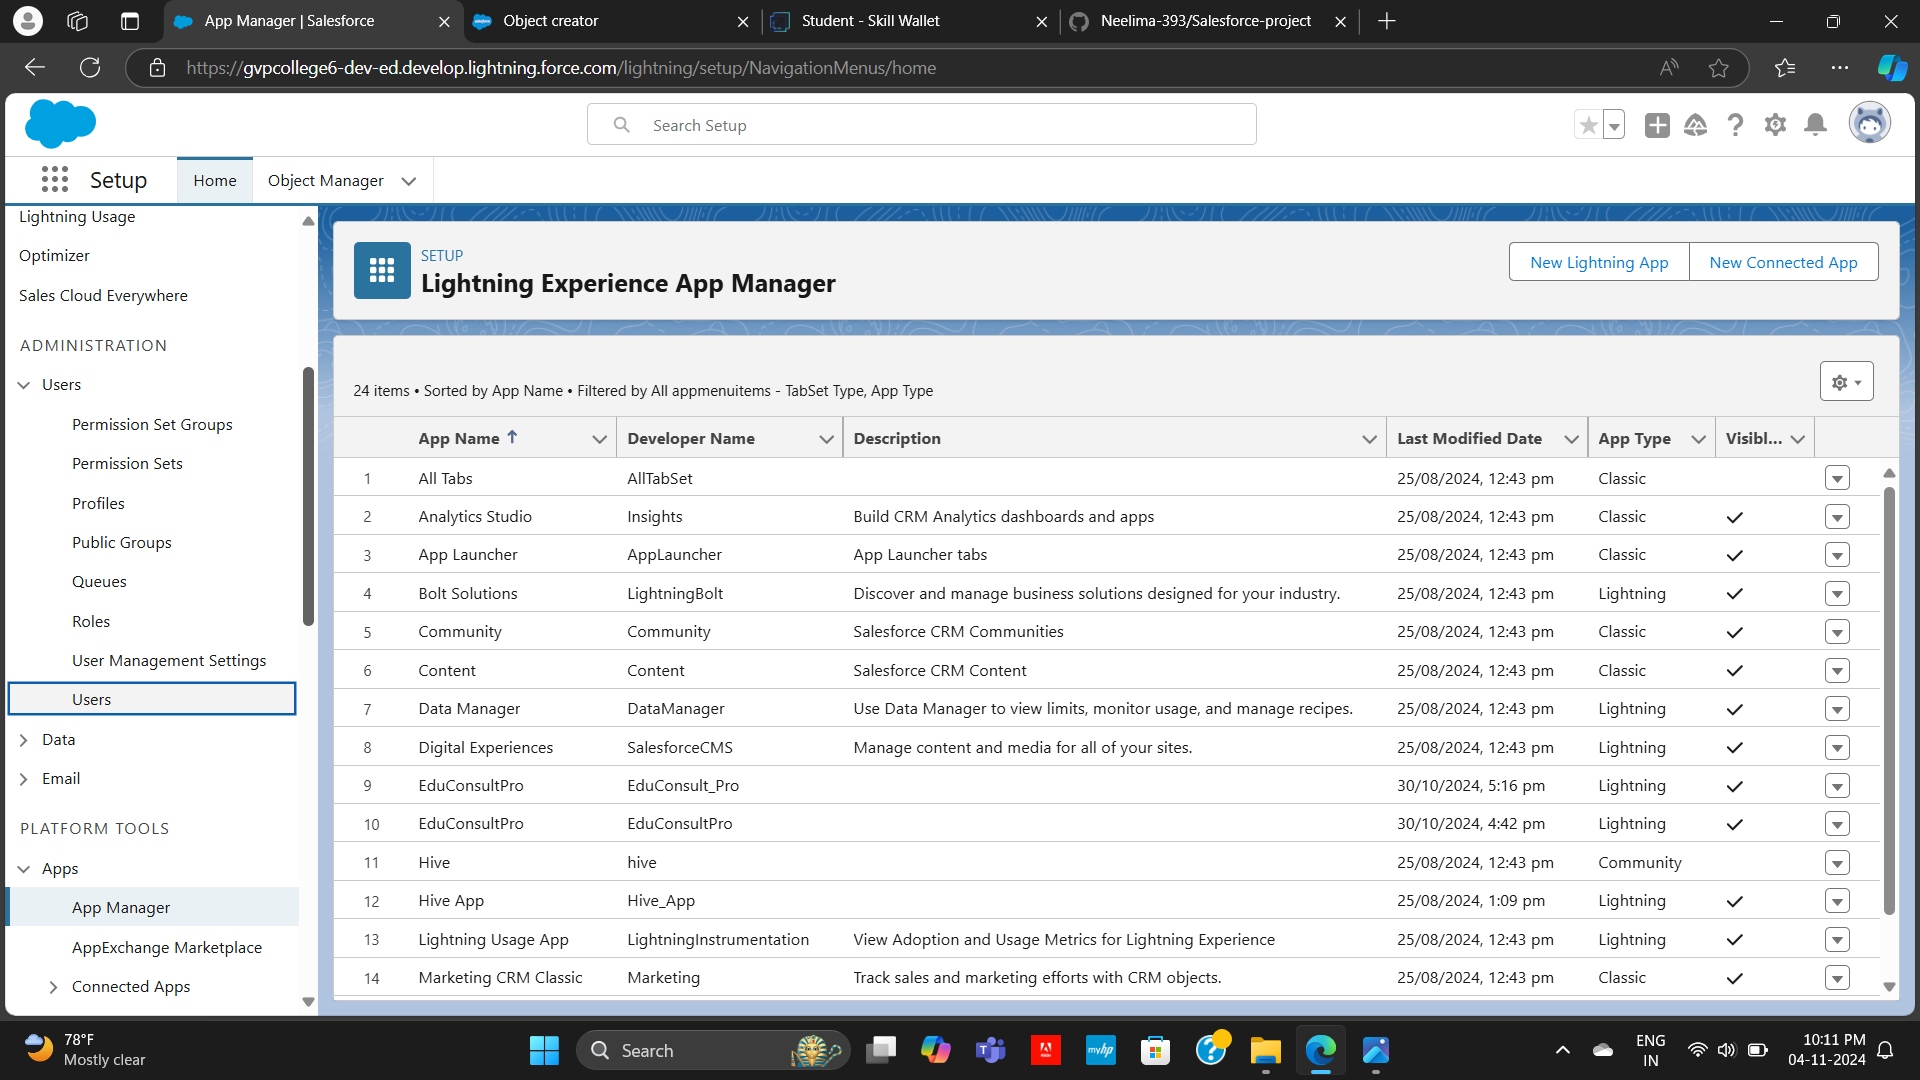 App Manager | Salesforce
Object creator
Student - Skill Wallet
Neelima-393/Salesforce-project
https://gvpcollege6-dev-ed.develop.lightning.force.com/lightning/setup/NavigationMenus/home
Search Setup
Setup
Home
Object Manager
Lightning Usage
Optimizer
Sales Cloud Everywhere
ADMINISTRATION
Users
Permission Set Groups
Permission Sets
Profiles
Public Groups
Queues
Roles
User Management Settings
Users
Data
Email
PLATFORM TOOLS
Apps
App Manager
AppExchange Marketplace
Connected Apps
SETUP
Lightning Experience App Manager
New Lightning App New Connected App
24 items • Sorted by App Name • Filtered by All appmenuitems - TabSet Type, App Type
App Name Developer Name Description Last Modified Date App Type Visibl...
1 All Tabs AllTabSet 25/08/2024, 12:43 pm Classic
2 Analytics Studio Insights Build CRM Analytics dashboards and apps 25/08/2024, 12:43 pm Classic
3 App Launcher AppLauncher App Launcher tabs 25/08/2024, 12:43 pm Classic
4 Bolt Solutions LightningBolt Discover and manage business solutions designed for your industry. 25/08/2024, 12:43 pm Lightning
5 Community Community Salesforce CRM Communities 25/08/2024, 12:43 pm Classic
6 Content Content Salesforce CRM Content 25/08/2024, 12:43 pm Classic
7 Data Manager DataManager Use Data Manager to view limits, monitor usage, and manage recipes. 25/08/2024, 12:43 pm Lightning
8 Digital Experiences SalesforceCMS Manage content and media for all of your sites. 25/08/2024, 12:43 pm Lightning
9 EduConsultPro EduConsult_Pro 30/10/2024, 5:16 pm Lightning
10 EduConsultPro EduConsultPro 30/10/2024, 4:42 pm Lightning
11 Hive hive 25/08/2024, 12:43 pm Community
12 Hive App Hive_App 25/08/2024, 1:09 pm Lightning
13 Lightning Usage App LightningInstrumentation View Adoption and Usage Metrics for Lightning Experience 25/08/2024, 12:43 pm Lightning
14 Marketing CRM Classic Marketing Track sales and marketing efforts with CRM objects. 25/08/2024, 12:43 pm Classic
78°F
Mostly clear
Search
myhp
ENG
IN
10:11 PM
04-11-2024